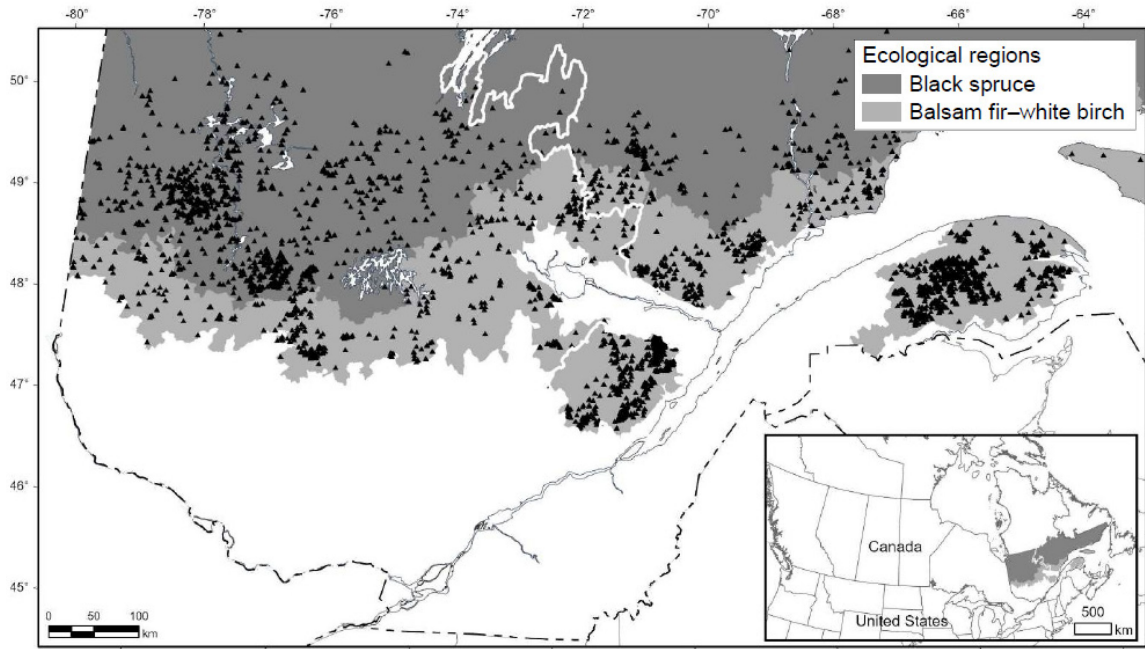 -80° -78° -76° -74° -72° -70° -68° -66° -64°
Ecological regions
Black spruce
Balsam fir–white birch
50°
49°
48°
47°
46°
45°
0 50 100
km
Canada
United States
500
km